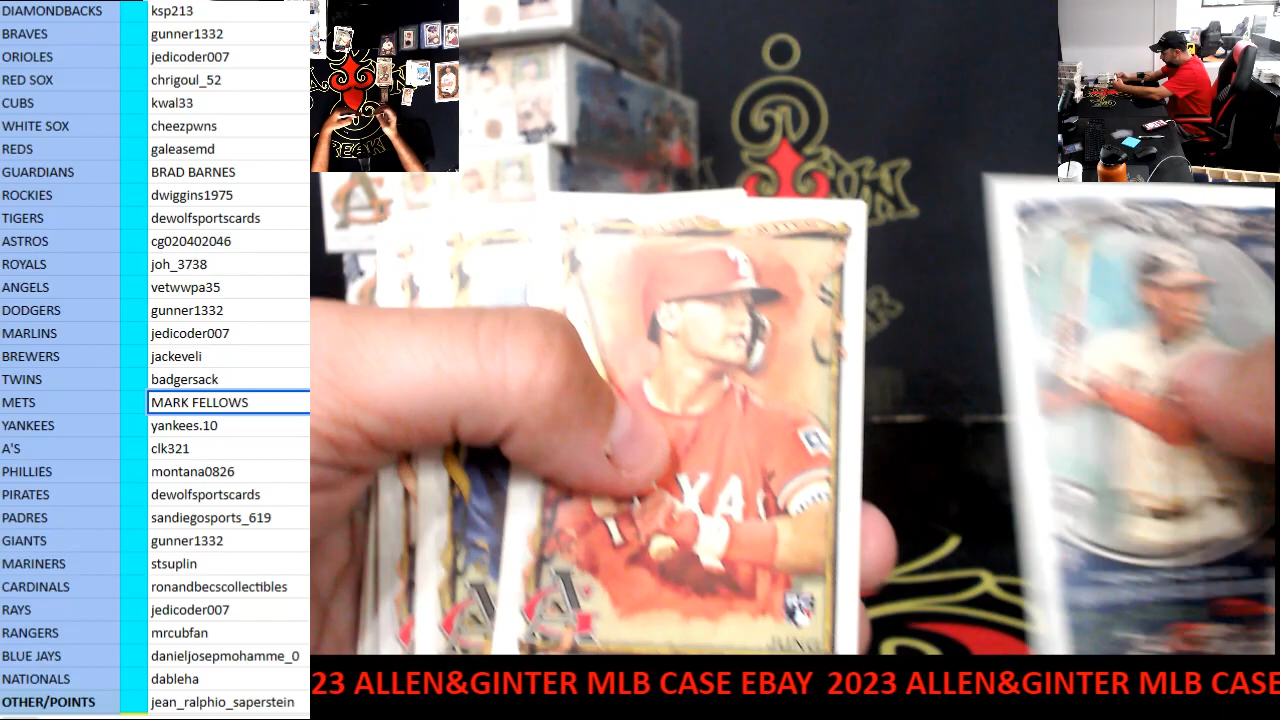 DIAMONDBACKS ksp213
BRAVES gunner1332
ORIOLES jedicoder007
RED SOX chrigoul_52
CUBS kwal33
WHITE SOX cheezpwns
REDS galeasemd
GUARDIANS BRAD BARNES
ROCKIES dwiggins1975
TIGERS dewolfsportscards
ASTROS cg020402046
ROYALS joh_3738
ANGELS vetwwpa35
DODGERS gunner1332
MARLINS jedicoder007
BREWERS jackeveli
TWINS badgersack
METS MARK FELLOWS
YANKEES yankees.10
A'S clk321
PHILLIES montana0826
PIRATES dewolfsportscards
PADRES sandiegosports_619
GIANTS gunner1332
MARINERS stsuplin
CARDINALS ronandbecscollectibles
RAYS jedicoder007
RANGERS mrcubfan
BLUE JAYS danieljosepmohamme_0
NATIONALS dableha
OTHER/POINTS jean_ralphio_saperstein
JUNG
23 ALLEN&GINTER MLB CASE EBAY 2023 ALLEN&GINTER MLB CASE